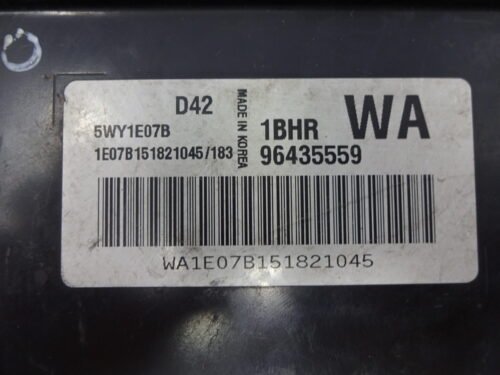 D42
5WY1E07B
1E07B151821045/183
MADE IN KOREA
1BHR
WA
96435559
WA1E07B151821045